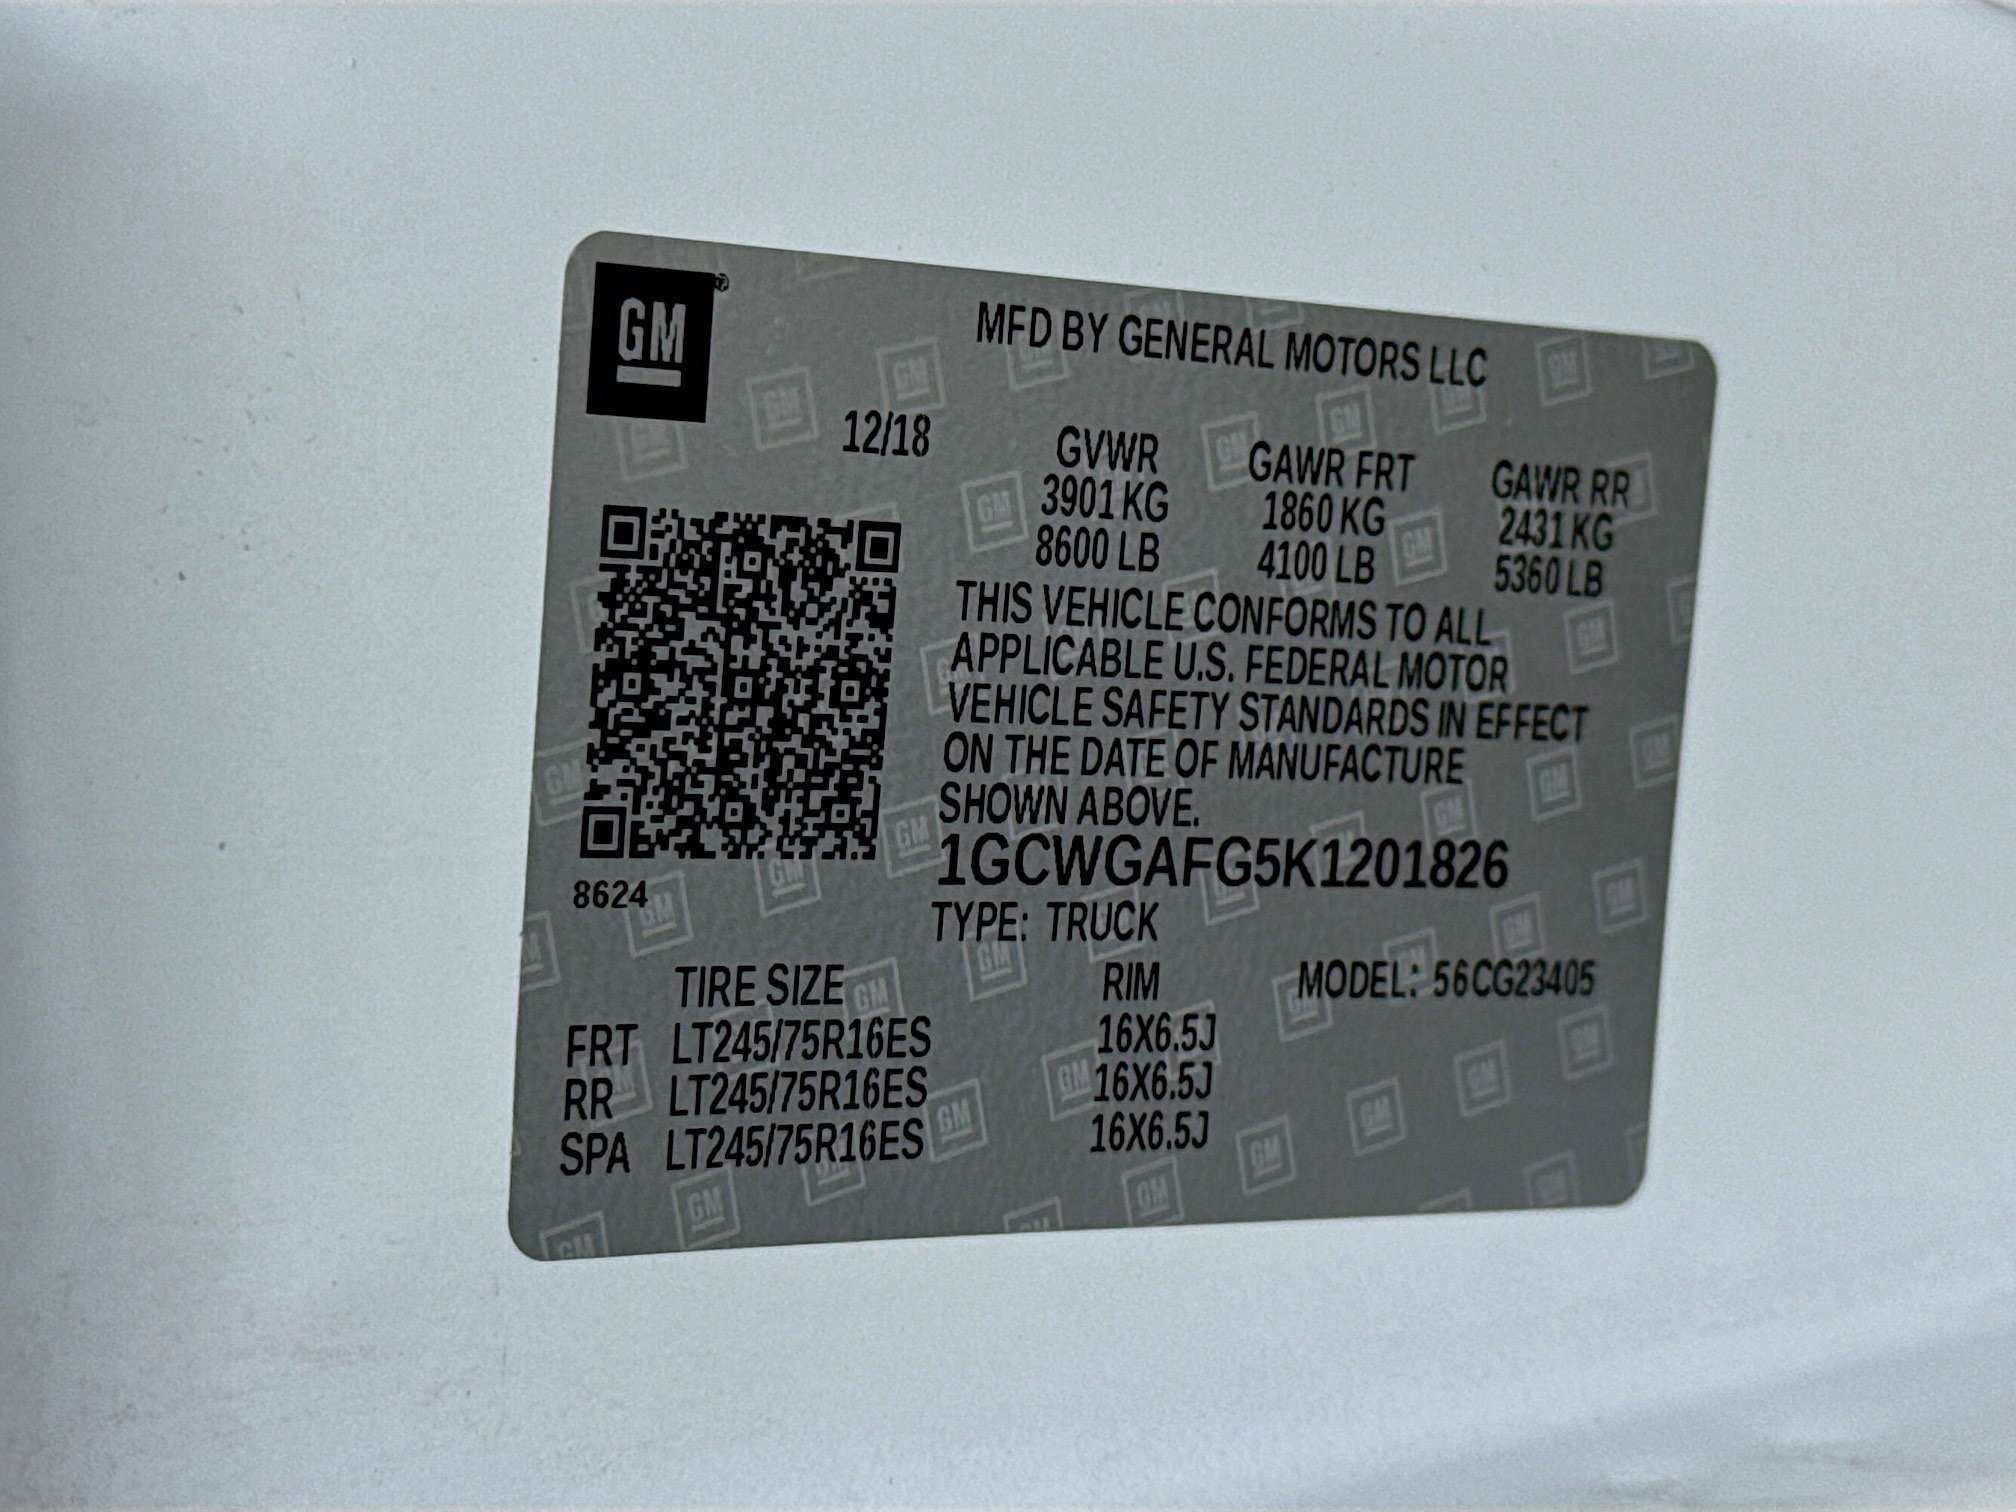 GM
MFD BY GENERAL MOTORS LLC
12/18
GVWR GAWR FRT GAWR RR
3901 KG 1860 KG 2431 KG
8600 LB 4100 LB 5360 LB
THIS VEHICLE CONFORMS TO ALL
APPLICABLE U.S. FEDERAL MOTOR
VEHICLE SAFETY STANDARDS IN EFFECT
ON THE DATE OF MANUFACTURE
SHOWN ABOVE.
1GCWGAFG5K1201826
8624
TYPE: TRUCK
TIRE SIZE RIM MODEL: 56CG23405
FRT LT245/75R16ES 16X6.5J
RR LT245/75R16ES 16X6.5J
SPA LT245/75R16ES 16X6.5J